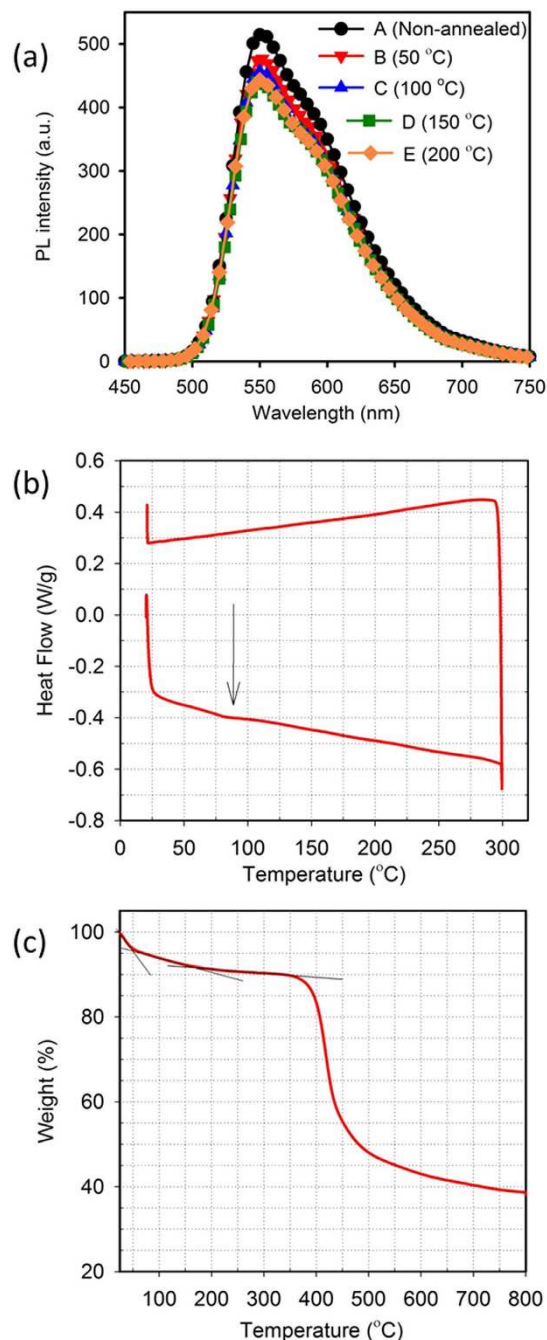 (a)
500
400
300
200
100
0
PL intensity (a.u.)
A (Non-annealed)
B (50 °C)
C (100 °C)
D (150 °C)
E (200 °C)
450 500 550 600 650 700 750
Wavelength (nm)
(b)
0.6
0.4
0.2
0.0
-0.2
-0.4
-0.6
-0.8
Heat Flow (W/g)
0 50 100 150 200 250 300
Temperature (°C)
(c)
100
80
60
40
20
Weight (%)
100 200 300 400 500 600 700 800
Temperature (°C)